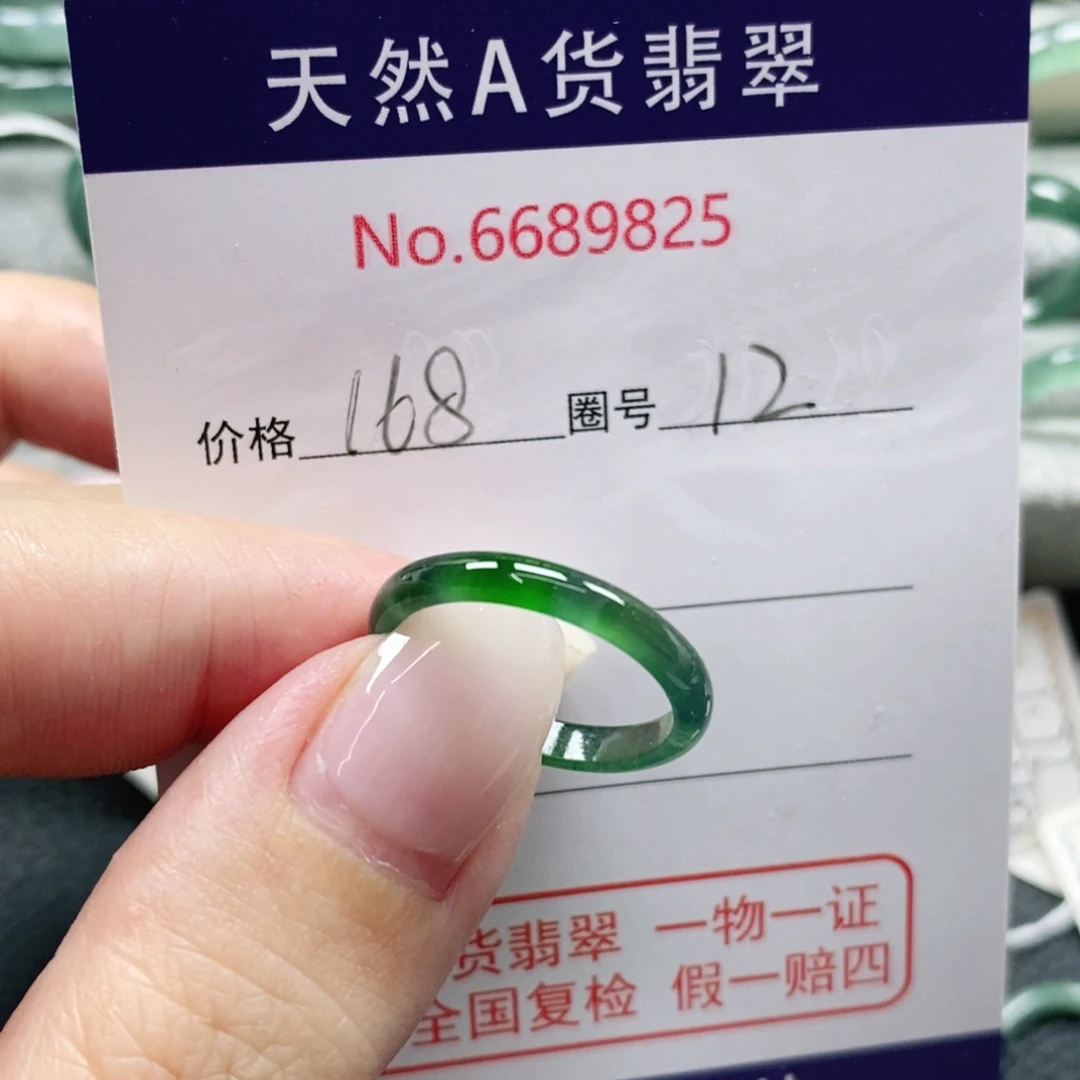 天然A货翡翠
No.6689825
价格 168 圈号 12
货翡翠 一物一证
全国复检 假一赔四